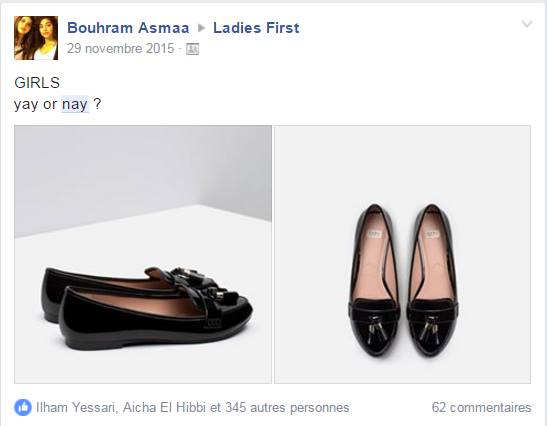 Bouhram Asmaa ▸ Ladies First
29 novembre 2015 ·
GIRLS
yay or nay ?
Ilham Yessari, Aicha El Hibbi et 345 autres personnes
62 commentaires